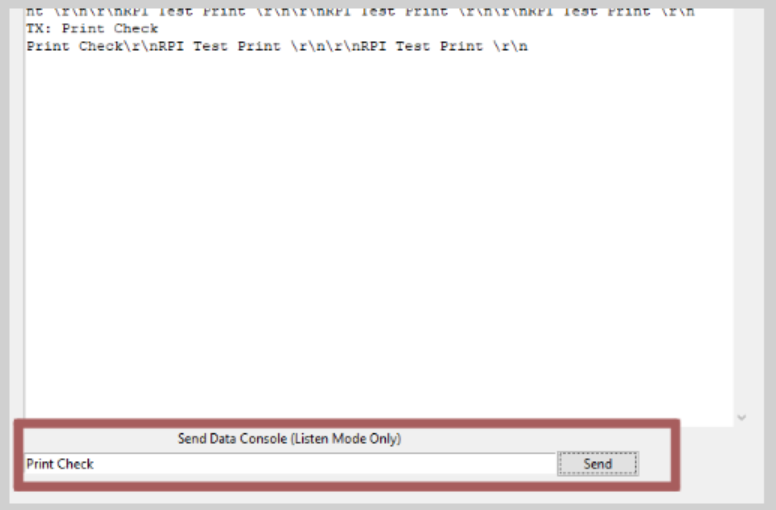 nt \r\n\r\nRPI Test Print \r\n\r\nRPI Test Print \r\n\r\nRPI Test Print \r\n
TX: Print Check
Print Check\r\nRPI Test Print \r\n\r\nRPI Test Print \r\n
Send Data Console (Listen Mode Only)
Print Check
Send